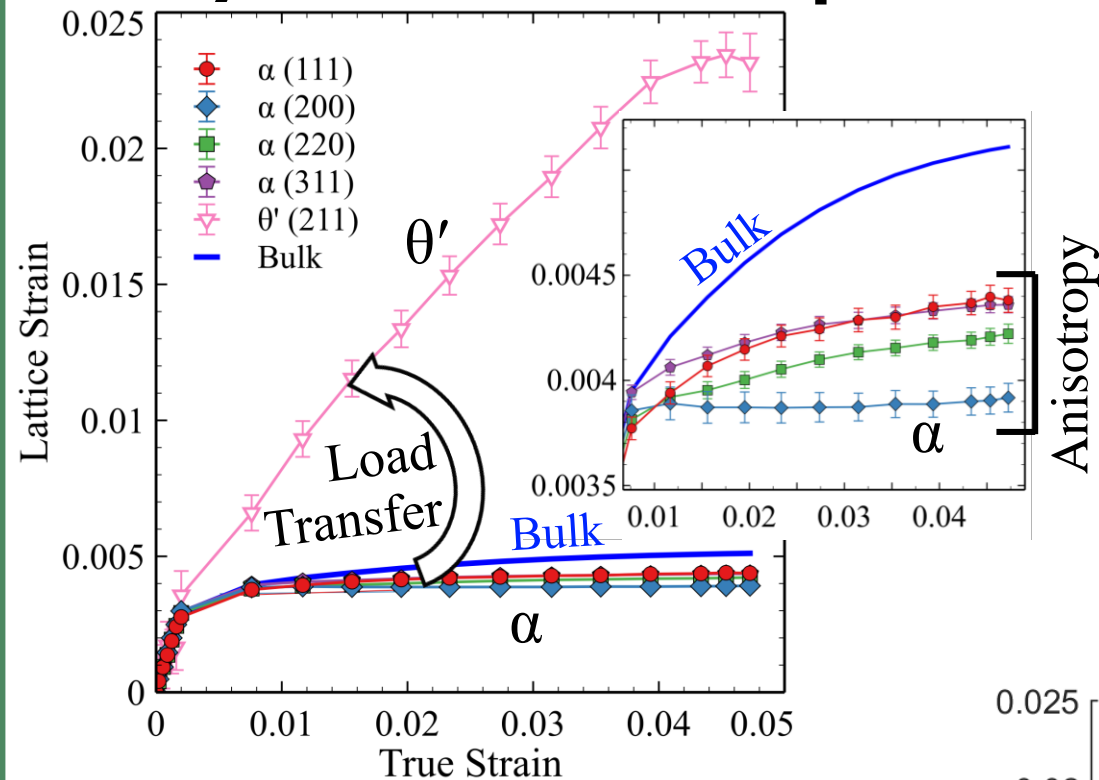 0.025
0.02
0.015
0.01
0.005
0
Lattice Strain
α (111)
α (200)
α (220)
α (311)
θ' (211)
Bulk
θ'
Load
Transfer
Bulk
α
0 0.01 0.02 0.03 0.04 0.05
True Strain
Bulk
0.0045
0.004
0.0035
α
0.01 0.02 0.03 0.04
Anisotropy
0.025